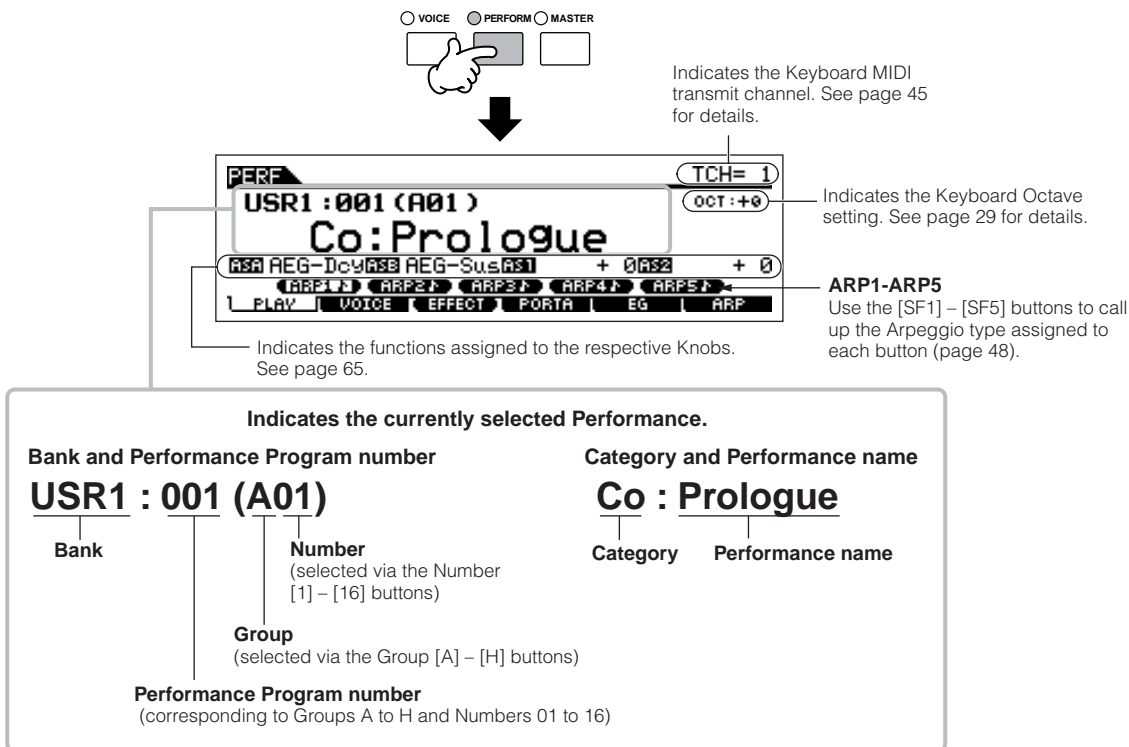 VOICE PERFORM MASTER
Indicates the Keyboard MIDI
transmit channel. See page 45
for details.
PERF
TCH= 1
USR1:001(A01)
OCT:+0
Indicates the Keyboard Octave
setting. See page 29 for details.
Co:Prologue
ASA AEG-Dcy ASB AEG-Sus AS1 + 0 AS2 + 0
ARP1♪ ARP2♪ ARP3♪ ARP4♪ ARP5♪
PLAY VOICE EFFECT PORTA EG ARP
ARP1-ARP5
Use the [SF1] – [SF5] buttons to call
up the Arpeggio type assigned to
each button (page 48).
Indicates the functions assigned to the respective Knobs.
See page 65.
Indicates the currently selected Performance.
Bank and Performance Program number
USR1 : 001 (A01)
Bank
Number
(selected via the Number
[1] – [16] buttons)
Group
(selected via the Group [A] – [H] buttons)
Performance Program number
(corresponding to Groups A to H and Numbers 01 to 16)
Category and Performance name
Co : Prologue
Category Performance name